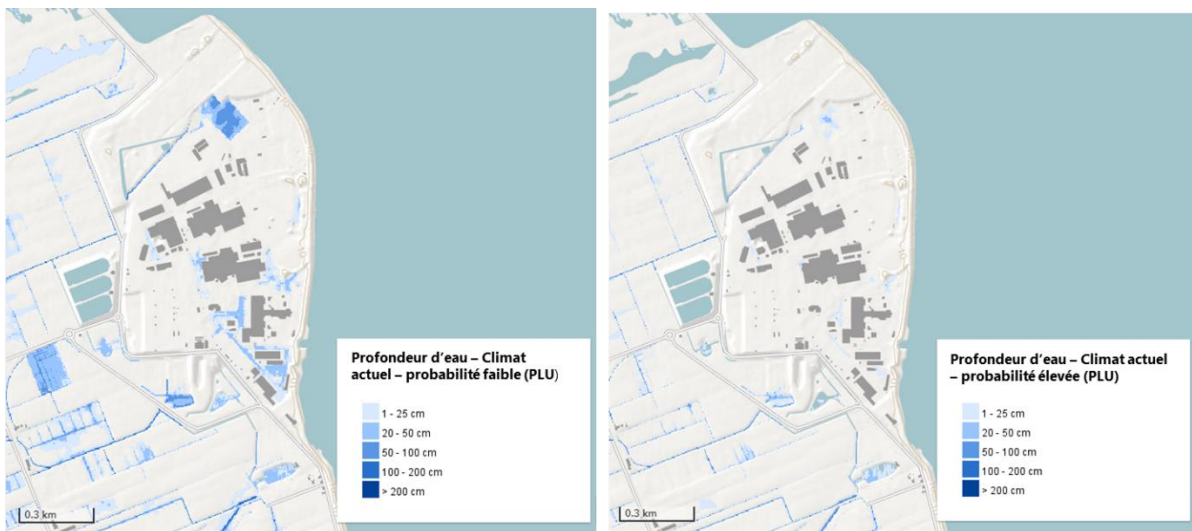 Profondeur d'eau – Climat
actuel – probabilité faible (PLU)
1 - 25 cm
20 - 50 cm
50 - 100 cm
100 - 200 cm
> 200 cm
0.3 km
Profondeur d'eau – Climat actuel
– probabilité élevée (PLU)
1 - 25 cm
20 - 50 cm
50 - 100 cm
100 - 200 cm
> 200 cm
0.3 km